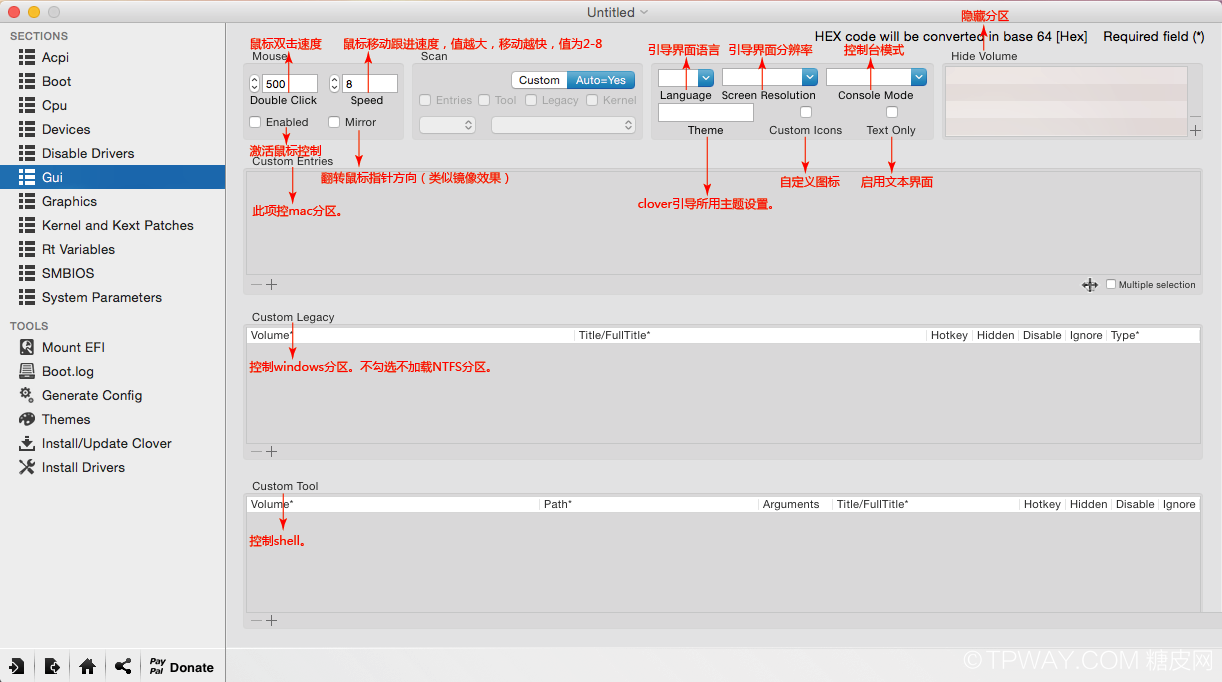 Untitled
SECTIONS
Acpi
Boot
Cpu
Devices
Disable Drivers
Gui
Graphics
Kernel and Kext Patches
Rt Variables
SMBIOS
System Parameters
TOOLS
Mount EFI
Boot.log
Generate Config
Themes
Install/Update Clover
Install Drivers
Pay Pal Donate
隐藏分区
HEX code will be converted in base 64 [Hex] Required field (*)
鼠标双击速度
鼠标移动跟进速度，值越大，移动越快，值为2-8
引导界面语言
引导界面分辨率
控制台模式
Mouse
Scan
Hide Volume
500
8
Double Click
Speed
Enabled
Mirror
Custom
Auto=Yes
Entries
Tool
Legacy
Kernel
Language
Screen Resolution
Console Mode
Theme
Custom Icons
Text Only
激活鼠标控制
Custom Entries
翻转鼠标指针方向（类似镜像效果）
自定义图标
启用文本界面
此项控mac分区。
clover引导所用主题设置。
Multiple selection
Custom Legacy
Volume* Title/FullTitle* Hotkey Hidden Disable Ignore Type*
控制windows分区。不勾选不加载NTFS分区。
Custom Tool
Volume* Path* Arguments Title/FullTitle* Hotkey Hidden Disable Ignore
控制shell。
©TPWAY.COM 糖皮网